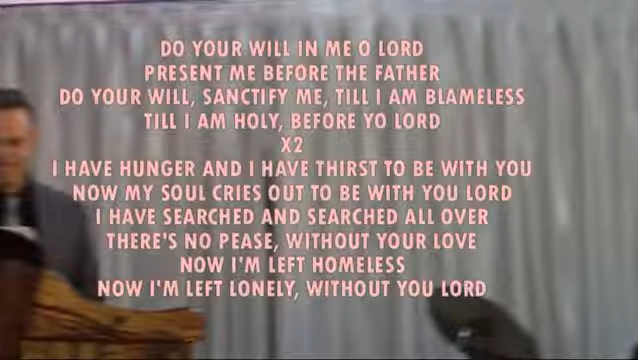 DO YOUR WILL IN ME O LORD
PRESENT ME BEFORE THE FATHER
DO YOUR WILL, SANCTIFY ME, TILL I AM BLAMELESS
TILL I AM HOLY, BEFORE YO LORD
X2
I HAVE HUNGER AND I HAVE THIRST TO BE WITH YOU
NOW MY SOUL CRIES OUT TO BE WITH YOU LORD
I HAVE SEARCHED AND SEARCHED ALL OVER
THERE'S NO PEASE, WITHOUT YOUR LOVE
NOW I'M LEFT HOMELESS
NOW I'M LEFT LONELY, WITHOUT YOU LORD